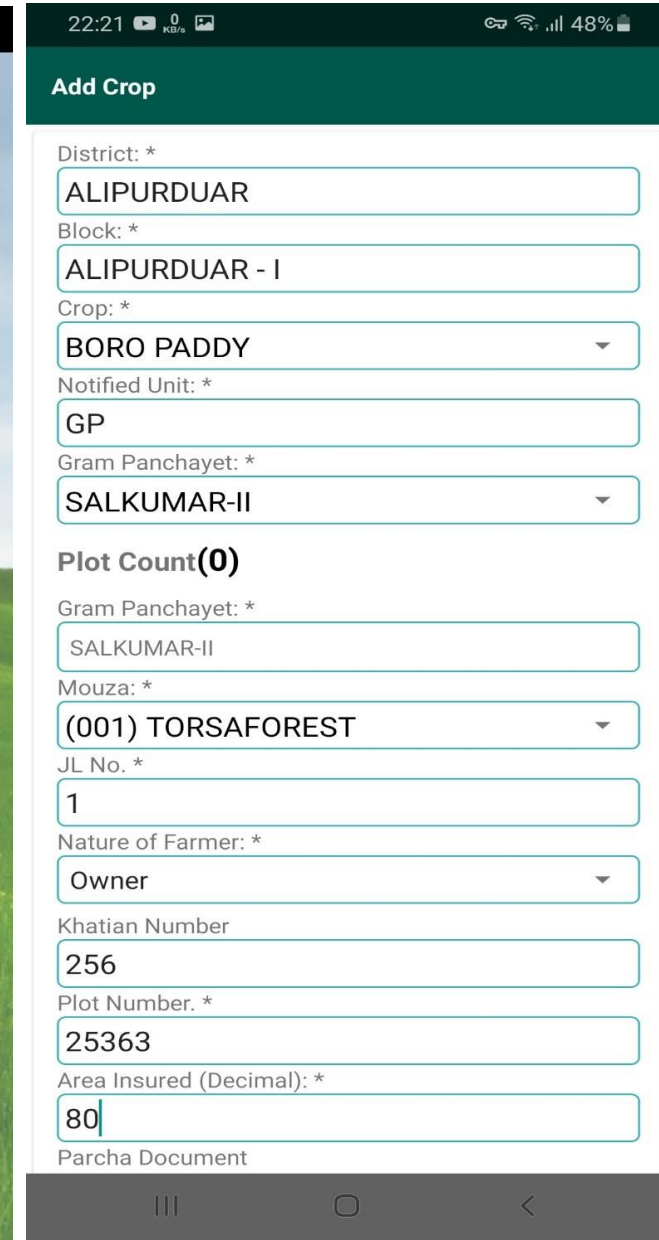 22:21 0 KB/s 48%
Add Crop
District: *
ALIPURDUAR
Block: *
ALIPURDUAR - I
Crop: *
BORO PADDY
Notified Unit: *
GP
Gram Panchayet: *
SALKUMAR-II
Plot Count(0)
Gram Panchayet: *
SALKUMAR-II
Mouza: *
(001) TORSAFOREST
JL No. *
1
Nature of Farmer: *
Owner
Khatian Number
256
Plot Number. *
25363
Area Insured (Decimal): *
80
Parcha Document